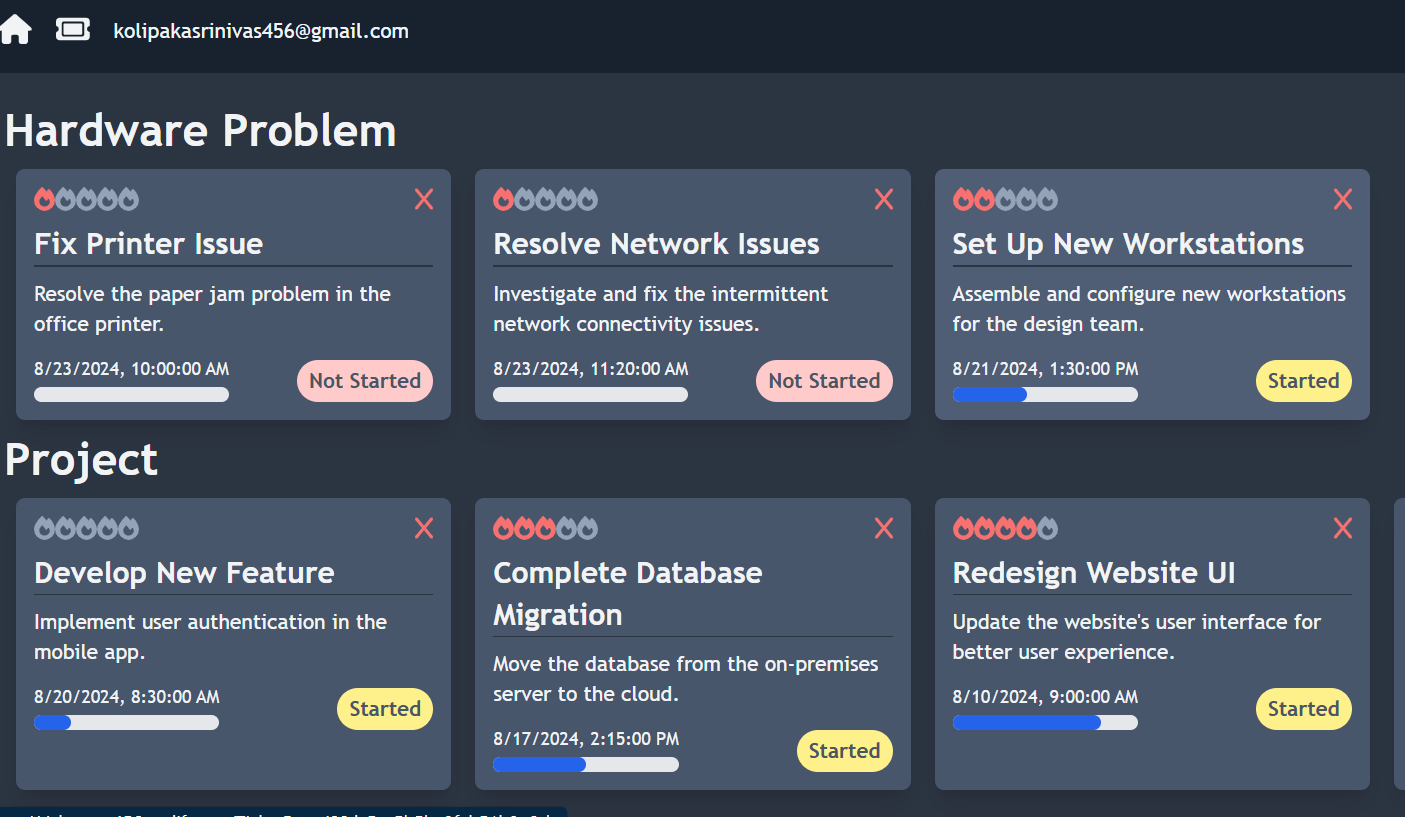 kolipakasrinivas456@gmail.com
Hardware Problem
Fix Printer Issue
Resolve the paper jam problem in the
office printer.
8/23/2024, 10:00:00 AM
Not Started
Resolve Network Issues
Investigate and fix the intermittent
network connectivity issues.
8/23/2024, 11:20:00 AM
Not Started
Set Up New Workstations
Assemble and configure new workstations
for the design team.
8/21/2024, 1:30:00 PM
Started
Project
Develop New Feature
Implement user authentication in the
mobile app.
8/20/2024, 8:30:00 AM
Started
Complete Database
Migration
Move the database from the on-premises
server to the cloud.
8/17/2024, 2:15:00 PM
Started
Redesign Website UI
Update the website's user interface for
better user experience.
8/10/2024, 9:00:00 AM
Started